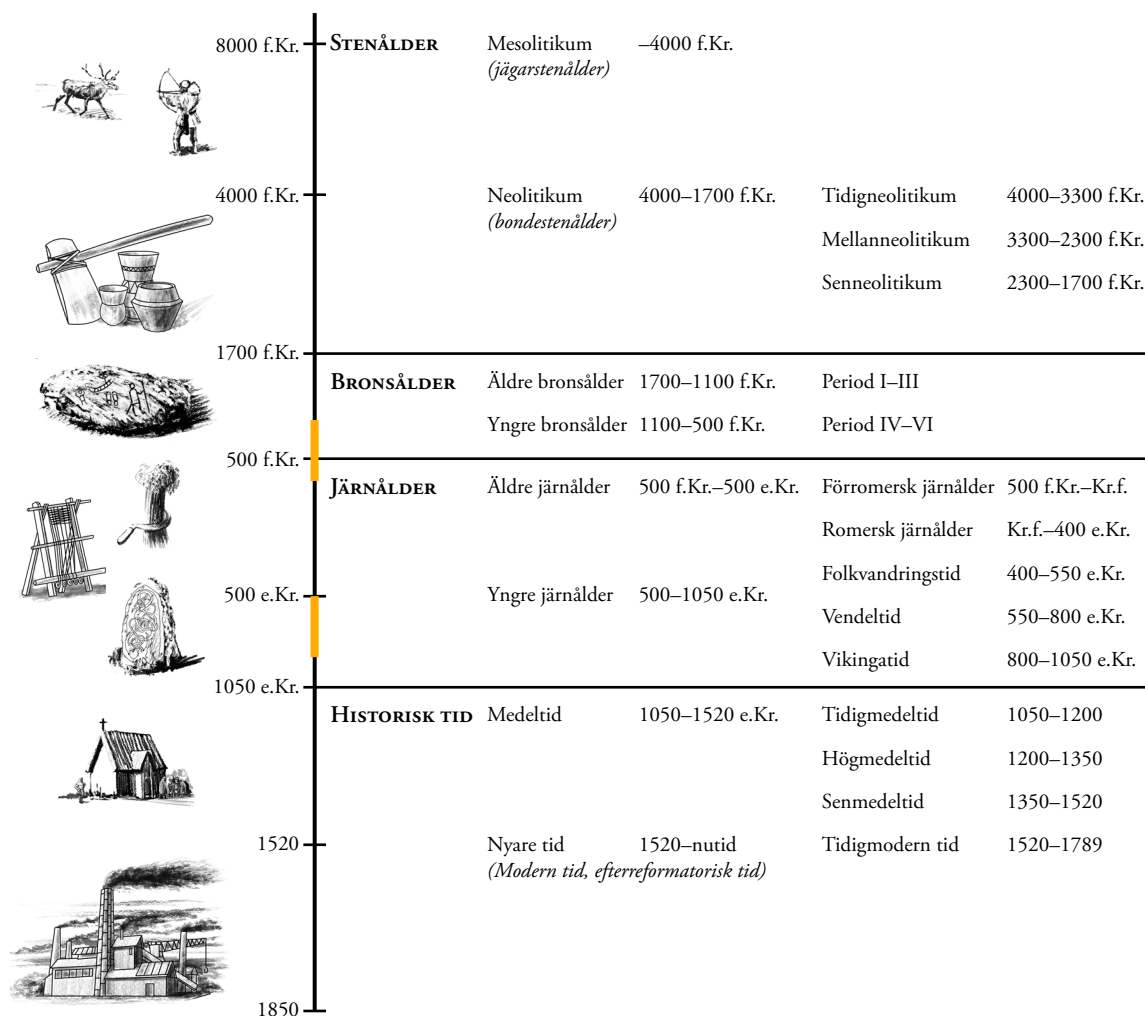 8000 f.Kr. STENÅLDER Mesolitikum –4000 f.Kr.
(jägarstenålder)
4000 f.Kr. Neolitikum 4000–1700 f.Kr. Tidigneolitikum 4000–3300 f.Kr.
(bondestenålder)
Mellanneolitikum 3300–2300 f.Kr.
Senneolitikum 2300–1700 f.Kr.
1700 f.Kr.
BRONSÅLDER Äldre bronsålder 1700–1100 f.Kr. Period I–III
Yngre bronsålder 1100–500 f.Kr. Period IV–VI
500 f.Kr.
JÄRNÅLDER Äldre järnålder 500 f.Kr.–500 e.Kr. Förromersk järnålder 500 f.Kr.–Kr.f.
Romersk järnålder Kr.f.–400 e.Kr.
Folkvandringstid 400–550 e.Kr.
500 e.Kr. Yngre järnålder 500–1050 e.Kr.
Vendeltid 550–800 e.Kr.
Vikingatid 800–1050 e.Kr.
1050 e.Kr.
HISTORISK TID Medeltid 1050–1520 e.Kr. Tidigmedeltid 1050–1200
Högmedeltid 1200–1350
Senmedeltid 1350–1520
1520 Nyare tid 1520–nutid Tidigmodern tid 1520–1789
(Modern tid, efterreformatorisk tid)
1850